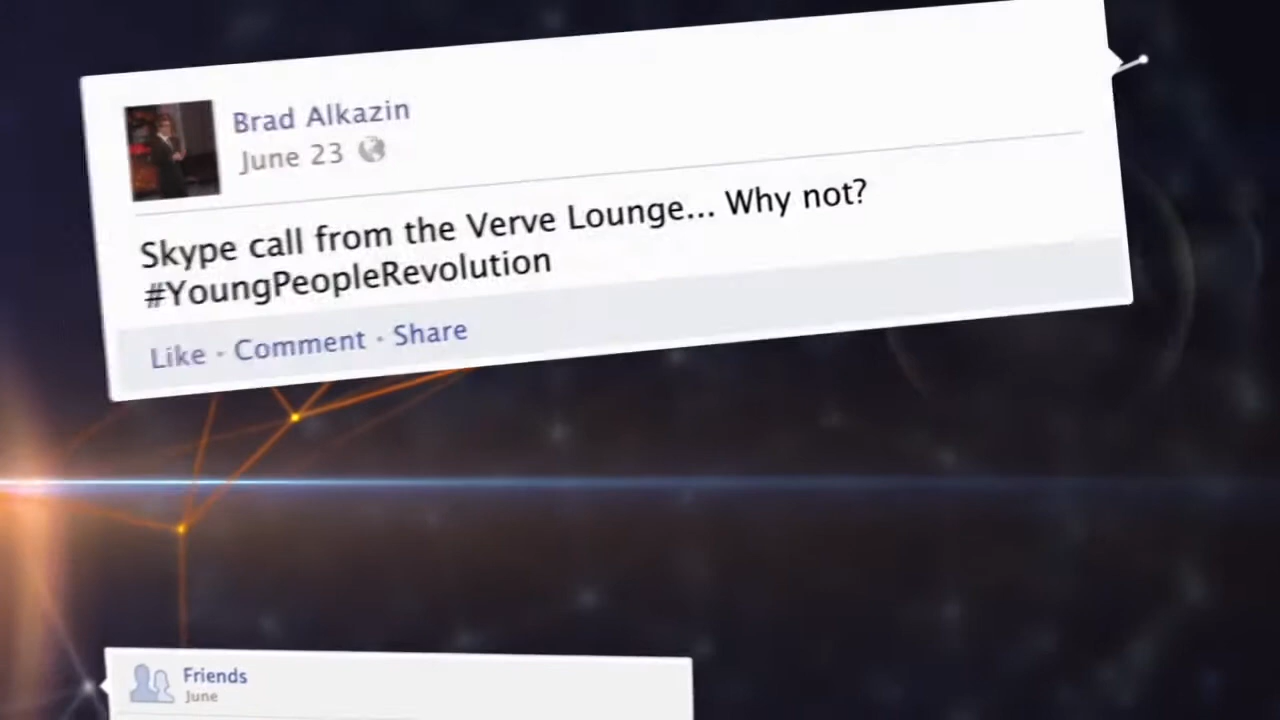 Brad Alkazin
June 23
Skype call from the Verve Lounge... Why not?
#YoungPeopleRevolution
Like · Comment · Share
Friends
June